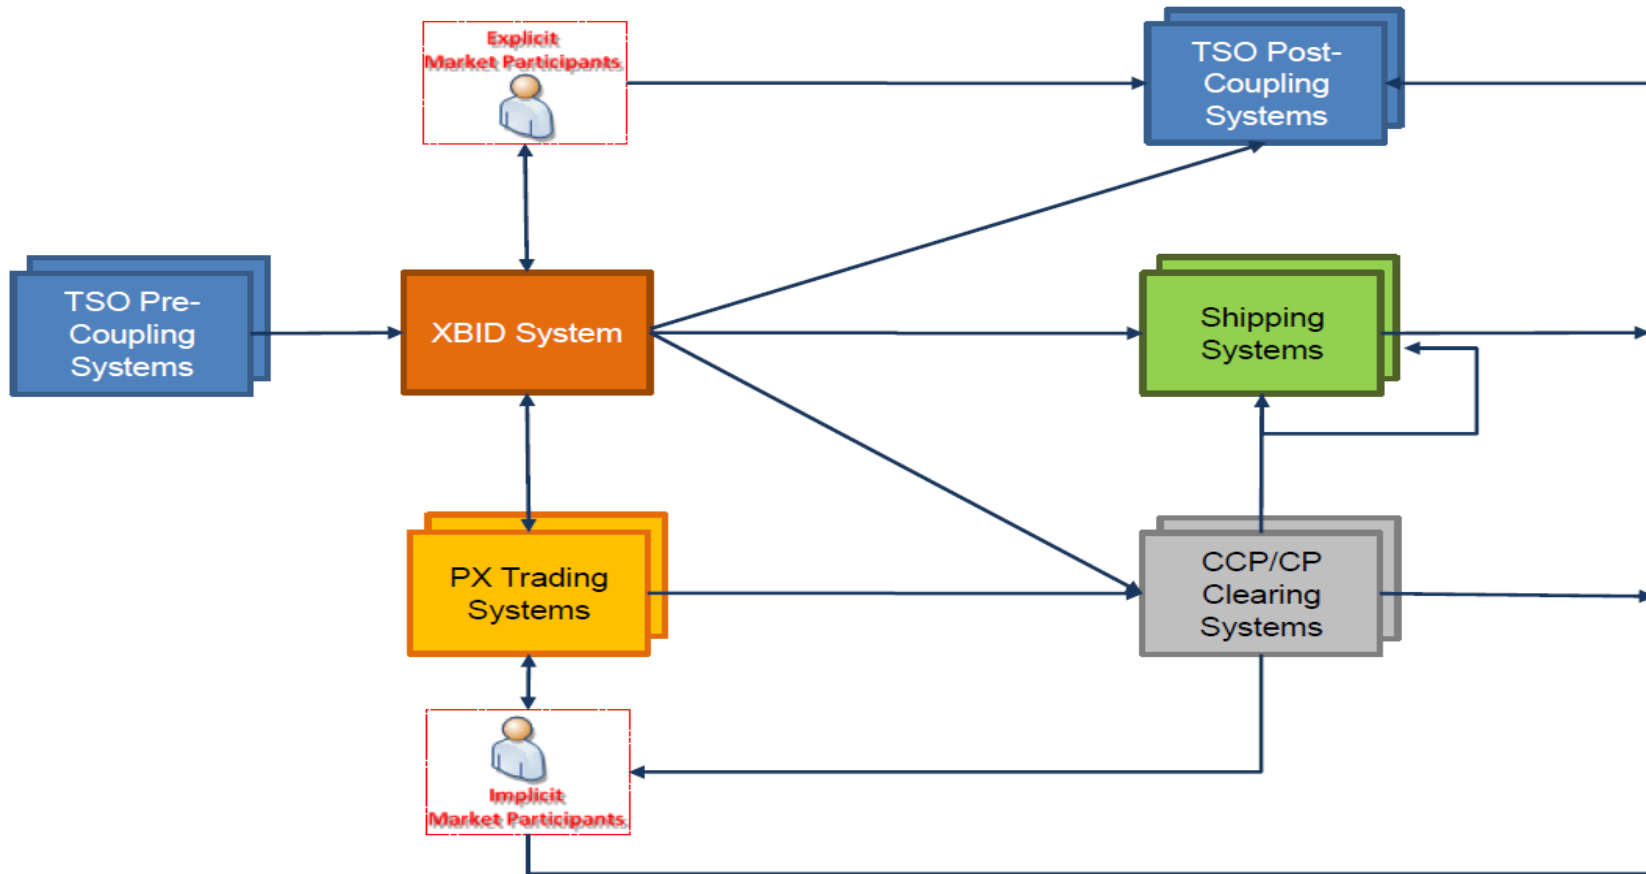 Explicit
Market Participants
TSO Post-
Coupling
Systems
TSO Pre-
Coupling
Systems
XBID System
Shipping
Systems
PX Trading
Systems
CCP/CP
Clearing
Systems
Implicit
Market Participants